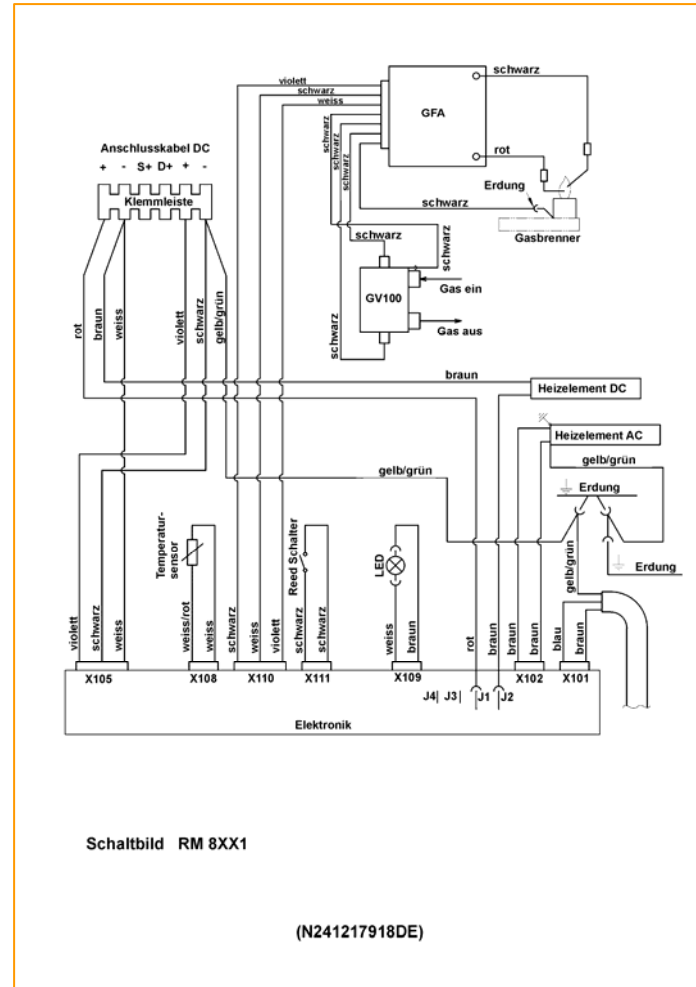 violett
schwarz
weiss
schwarz
schwarz
schwarz
GFA
schwarz
rot
Anschlusskabel DC
+ - S+ D+ + -
Klemmleiste
Erdung
schwarz
Gasbrenner
schwarz
schwarz
schwarz
GV100
Gas ein
Gas aus
rot
braun
weiss
violett
schwarz
gelb/grün
braun
Heizelement DC
Heizelement AC
gelb/grün
gelb/grün
Erdung
Erdung
gelb/grün
Temperatur-
sensor
Reed Schalter
LED
violett
schwarz
weiss
weiss/rot
weiss
schwarz
weiss
violett
schwarz
schwarz
weiss
braun
rot
braun
braun
braun
blau
braun
X105
X108
X110
X111
X109
X102
X101
J4| J3| J1 J2
Elektronik
Schaltbild RM 8XX1
(N241217918DE)